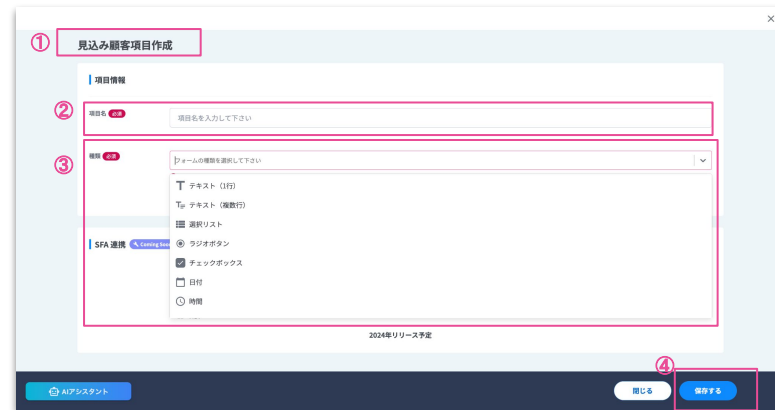 ①
見込み顧客項目作成
項目情報
②
項目名 必須
項目名を入力して下さい
③
種類 必須
フォームの種類を選択して下さい
テキスト（1行）
テキスト（複数行）
選択リスト
SFA 連携 Coming Soon
ラジオボタン
チェックボックス
日付
時間
2024年リリース予定
④
AIアシスタント
閉じる
保存する